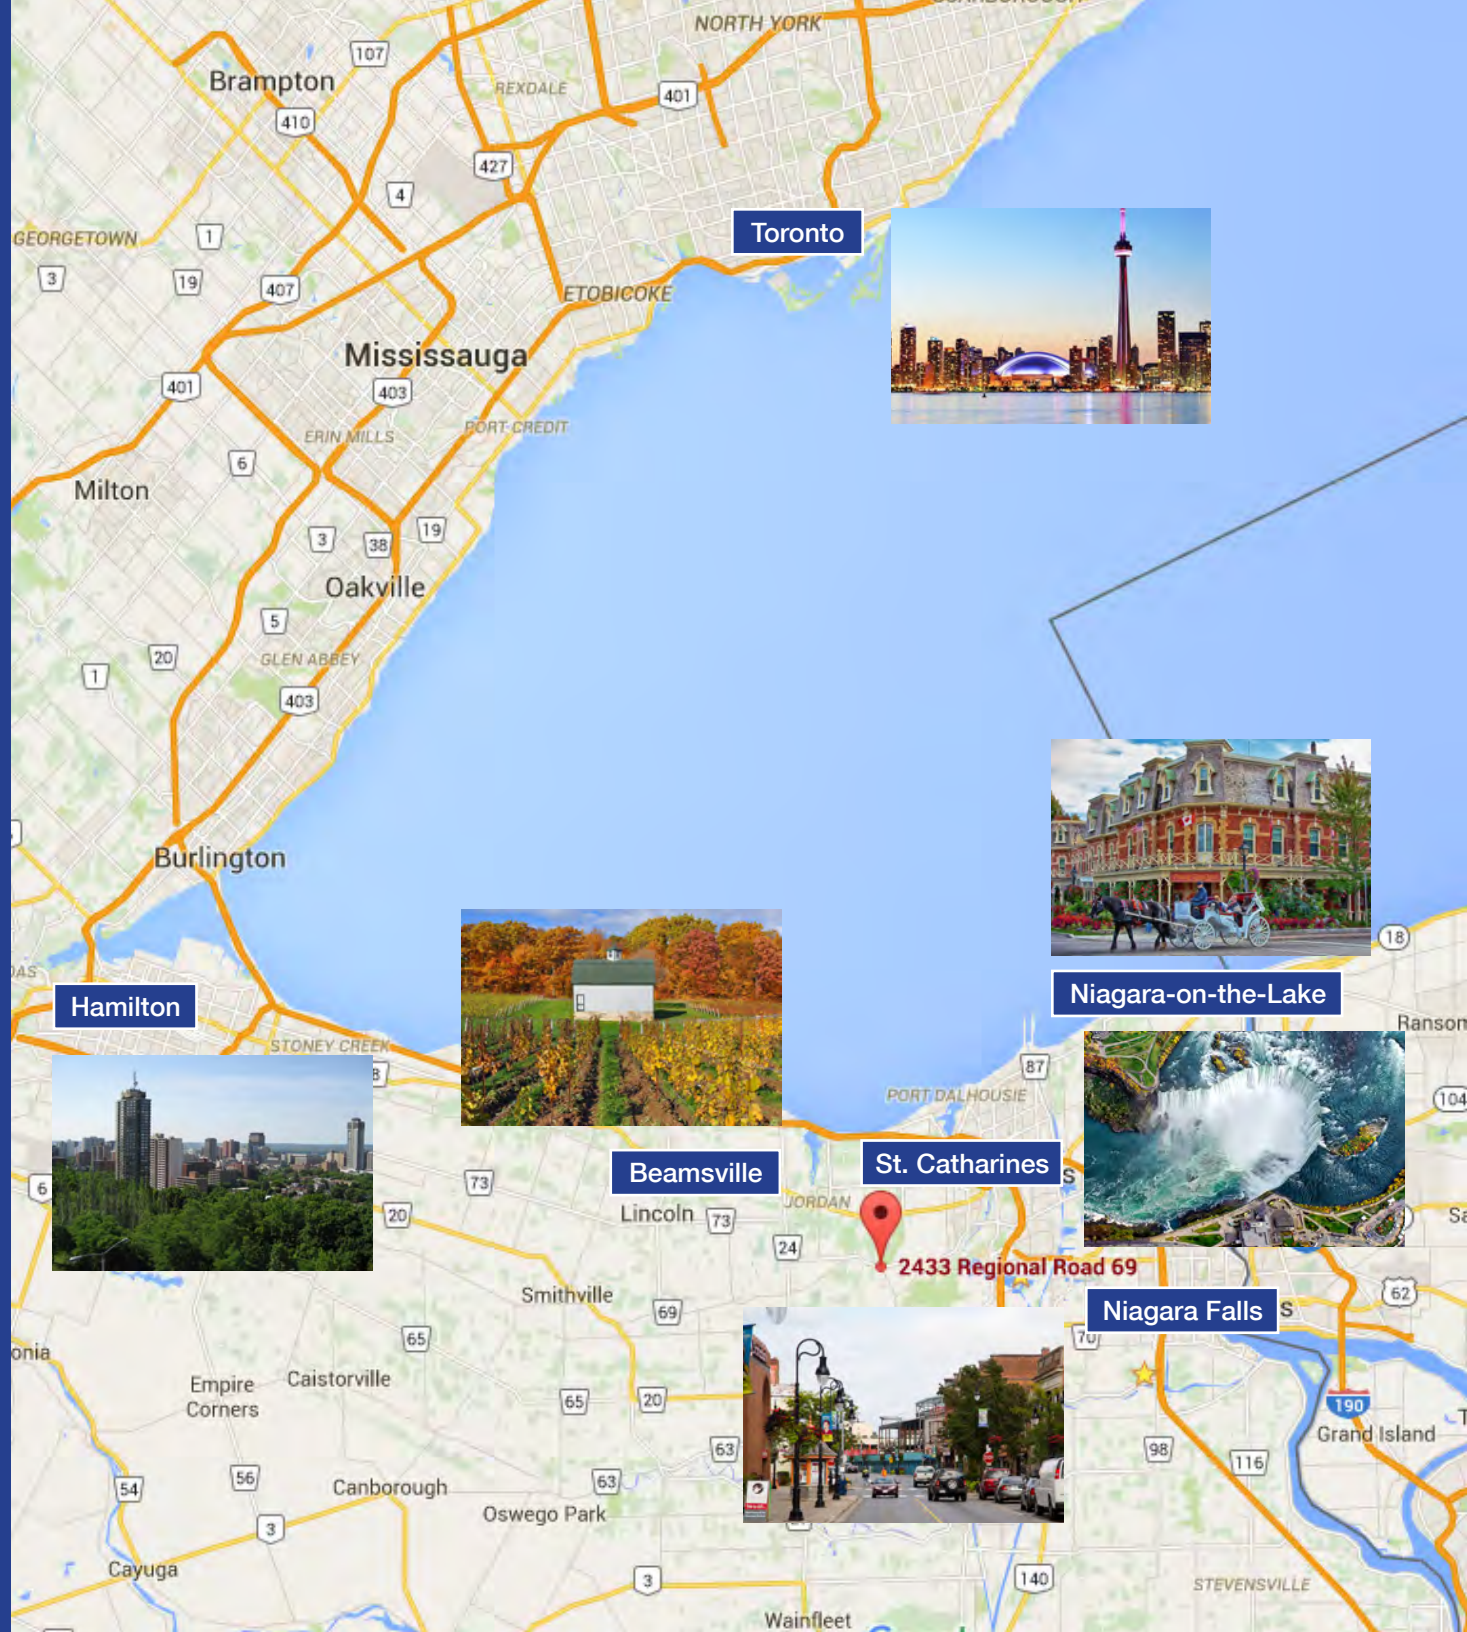 NORTH YORK
107
Brampton
REXDALE
401
410
427
4
Toronto
GEORGETOWN
1
3
19
407
ETOBICOKE
Mississauga
401
403
ERIN MILLS
PORT CREDIT
6
Milton
3
38
19
Oakville
5
20
GLEN ABBEY
1
403
Burlington
18
Hamilton
Niagara-on-the-Lake
Ransom
STONEY CREEK
8
87
PORT DALHOUSIE
104
St. Catharines
S
Beamsville
6
73
JORDAN
20
Lincoln
73
24
2433 Regional Road 69
Smithville
69
62
Niagara Falls
S
65
70
onia
Empire
Corners
Caistorville
65
20
190
Grand Island
63
98
116
54
56
63
Canborough
Oswego Park
3
Cayuga
3
140
STEVENSVILLE
Wainfleet